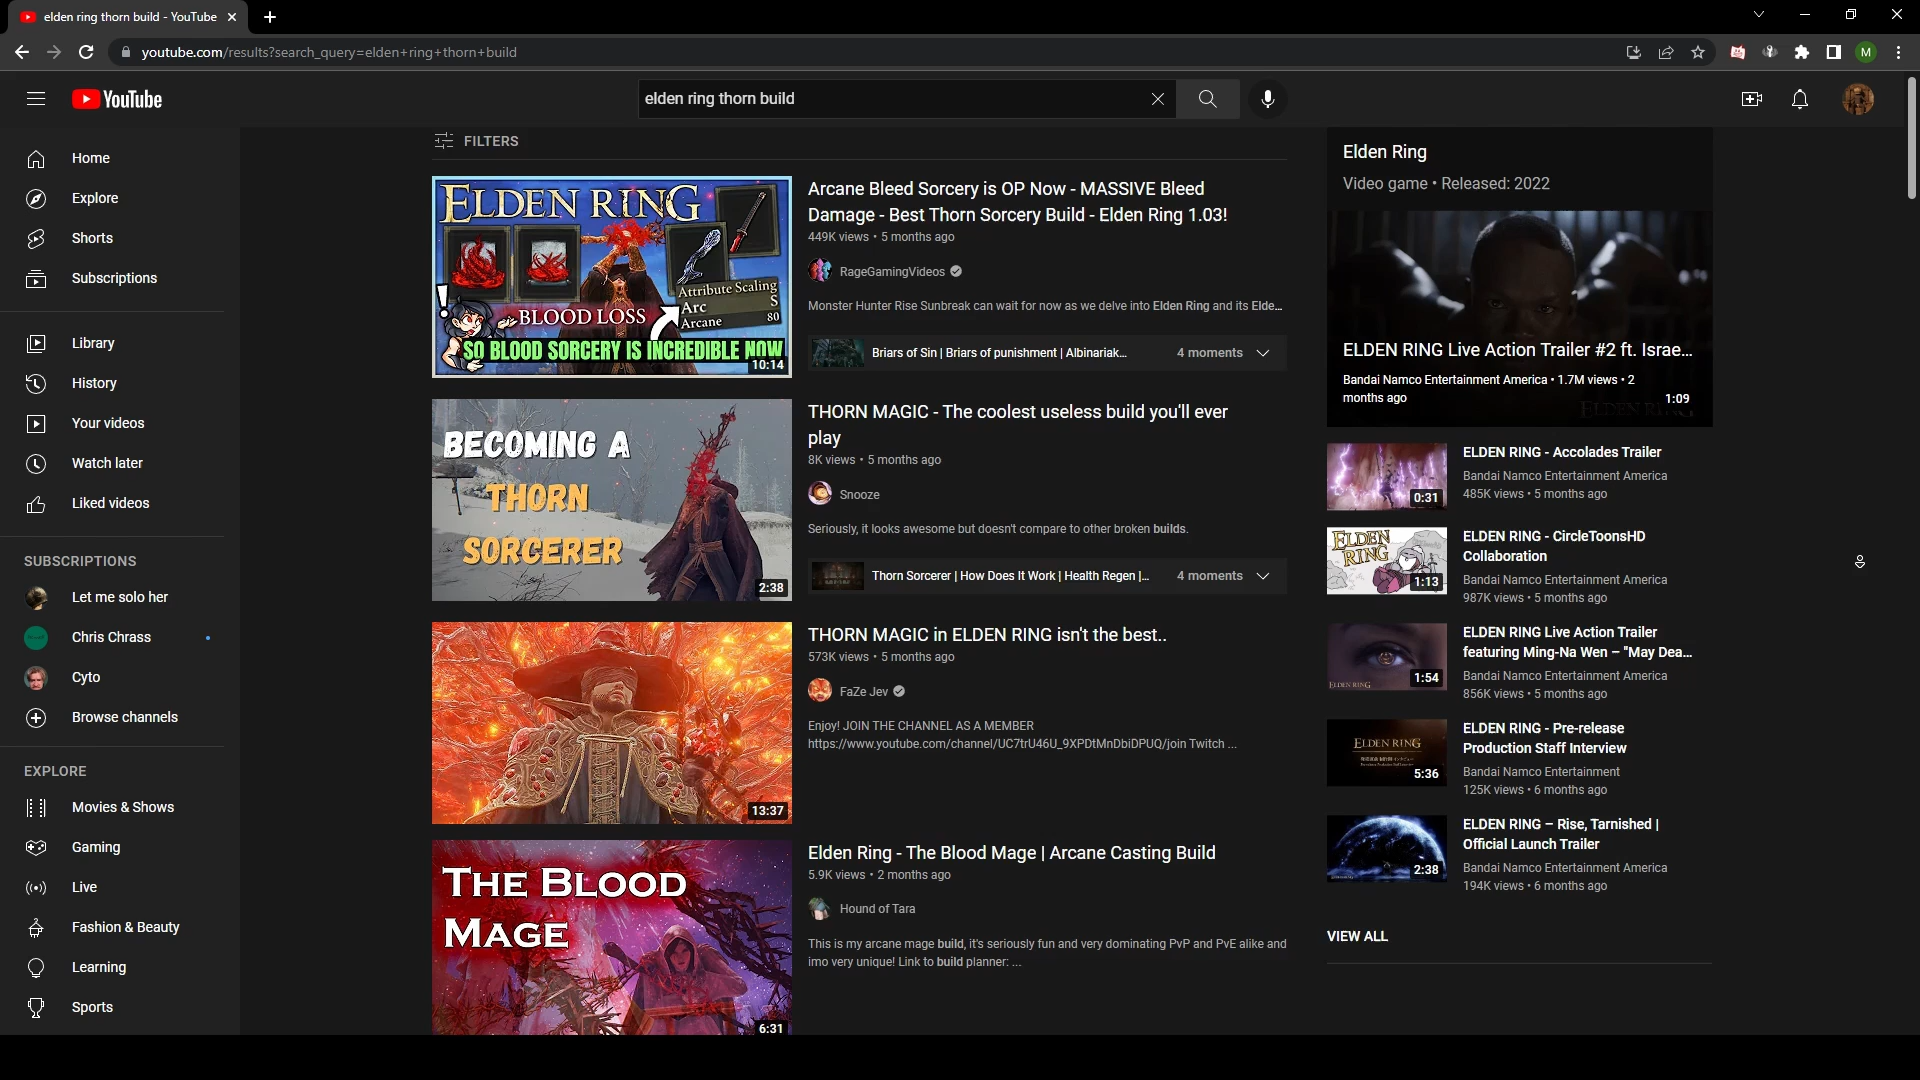 elden ring thorn build - YouTube
youtube.com/results?search_query=elden+ring+thorn+build
M
YouTube
elden ring thorn build
Home
Explore
Shorts
Subscriptions
Library
History
Your videos
Watch later
Liked videos
SUBSCRIPTIONS
Let me solo her
Chris Chrass
Cyto
Browse channels
EXPLORE
Movies & Shows
Gaming
Live
Fashion & Beauty
Learning
Sports
FILTERS
ELDEN RING
Attribute Scaling
Arc S
Arcane 80
BLOOD LOSS
SO BLOOD SORCERY IS INCREDIBLE NOW
10:14
Arcane Bleed Sorcery is OP Now - MASSIVE Bleed
Damage - Best Thorn Sorcery Build - Elden Ring 1.03!
449K views • 5 months ago
RageGamingVideos
Monster Hunter Rise Sunbreak can wait for now as we delve into Elden Ring and its Elde...
Briars of Sin | Briars of punishment | Albinariak...
4 moments
BECOMING A
THORN
SORCERER
2:38
THORN MAGIC - The coolest useless build you'll ever
play
8K views • 5 months ago
Snooze
Seriously, it looks awesome but doesn't compare to other broken builds.
Thorn Sorcerer | How Does It Work | Health Regen |...
4 moments
13:37
THORN MAGIC in ELDEN RING isn't the best..
573K views • 5 months ago
FaZe Jev
Enjoy! JOIN THE CHANNEL AS A MEMBER
https://www.youtube.com/channel/UC7trU46U_9XPDtMnDbiDPUQ/join Twitch ...
THE BLOOD
MAGE
6:31
Elden Ring - The Blood Mage | Arcane Casting Build
5.9K views • 2 months ago
Hound of Tara
This is my arcane mage build, it's seriously fun and very dominating PvP and PvE alike and
imo very unique! Link to build planner: ...
Elden Ring
Video game • Released: 2022
ELDEN RING Live Action Trailer #2 ft. Israe...
Bandai Namco Entertainment America • 1.7M views • 2
months ago
1:09
ELDEN RING
0:31
ELDEN RING - Accolades Trailer
Bandai Namco Entertainment America
485K views • 5 months ago
ELDEN RING
1:13
ELDEN RING - CircleToonsHD
Collaboration
Bandai Namco Entertainment America
987K views • 5 months ago
ELDEN RING
1:54
ELDEN RING Live Action Trailer
featuring Ming-Na Wen – "May Dea...
Bandai Namco Entertainment America
856K views • 5 months ago
ELDEN RING
5:36
ELDEN RING - Pre-release
Production Staff Interview
Bandai Namco Entertainment
125K views • 6 months ago
2:38
ELDEN RING – Rise, Tarnished |
Official Launch Trailer
Bandai Namco Entertainment America
194K views • 6 months ago
VIEW ALL